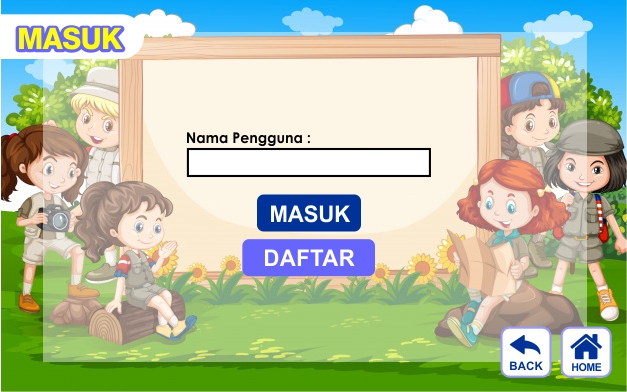 MASUK
Nama Pengguna :
MASUK
DAFTAR
BACK
HOME